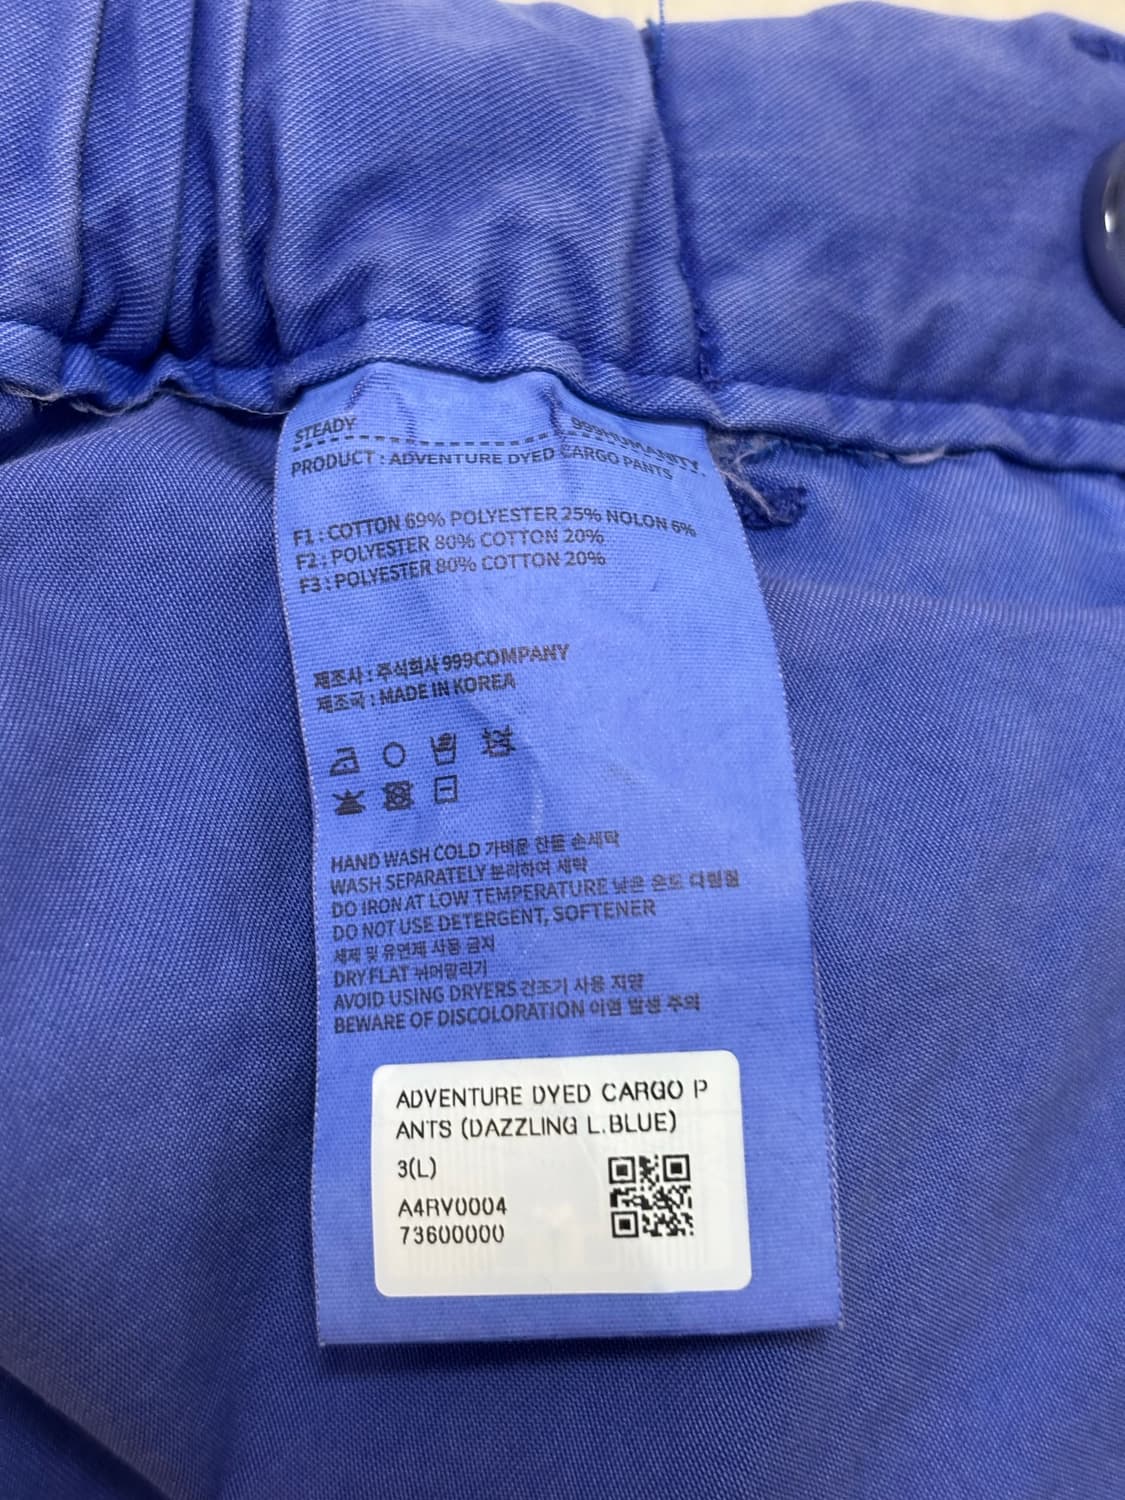 STEADY 999HUMANITY.
PRODUCT : ADVENTURE DYED CARGO PANTS
F1 : COTTON 69% POLYESTER 25% NOLON 6%
F2 : POLYESTER 80% COTTON 20%
F3 : POLYESTER 80% COTTON 20%
제조사 : 주식회사 999COMPANY
제조국 : MADE IN KOREA
HAND WASH COLD 가벼운 찬물 손세탁
WASH SEPARATELY 분리하여 세탁
DO IRON AT LOW TEMPERATURE 낮은 온도 다림질
DO NOT USE DETERGENT, SOFTENER
세제 및 유연제 사용 금지
DRY FLAT 뉘어말리기
AVOID USING DRYERS 건조기 사용 지양
BEWARE OF DISCOLORATION 이염 발생 주의
ADVENTURE DYED CARGO P
ANTS (DAZZLING L.BLUE)
3(L)
A4RV0004
73600000